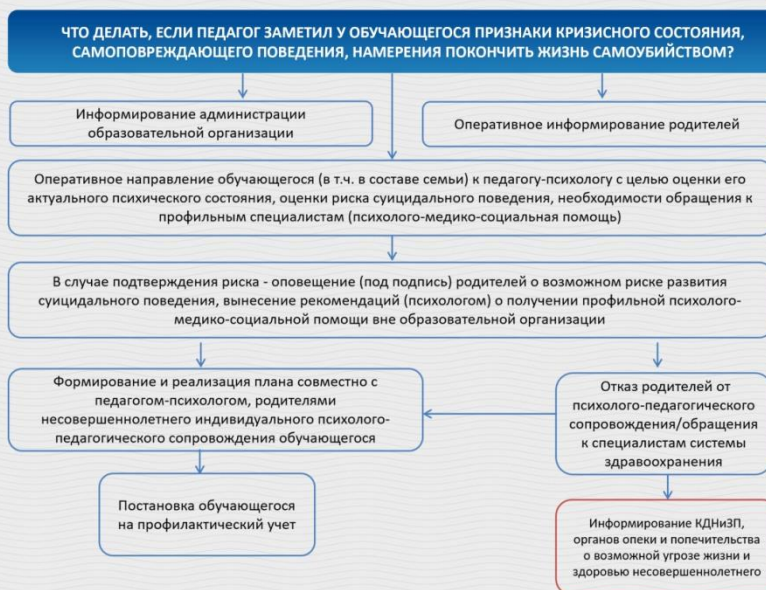 ЧТО ДЕЛАТЬ, ЕСЛИ ПЕДАГОГ ЗАМЕТИЛ У ОБУЧАЮЩЕГОСЯ ПРИЗНАКИ КРИЗИСНОГО СОСТОЯНИЯ,
САМОПОВРЕЖДАЮЩЕГО ПОВЕДЕНИЯ, НАМЕРЕНИЯ ПОКОНЧИТЬ ЖИЗНЬ САМОУБИЙСТВОМ?
Информирование администрации
образовательной организации
Оперативное информирование родителей
Оперативное направление обучающегося (в т.ч. в составе семьи) к педагогу-психологу с целью оценки его
актуального психического состояния, оценки риска суицидального поведения, необходимости обращения к
профильным специалистам (психолого-медико-социальная помощь)
В случае подтверждения риска - оповещение (под подпись) родителей о возможном риске развития
суицидального поведения, вынесение рекомендаций (психологом) о получении профильной психолого-
медико-социальной помощи вне образовательной организации
Формирование и реализация плана совместно с
педагогом-психологом, родителями
несовершеннолетнего индивидуального психолого-
педагогического сопровождения обучающегося
Отказ родителей от
психолого-педагогического
сопровождения/обращения
к специалистам системы
здравоохранения
Постановка обучающегося
на профилактический учет
Информирование КДНиЗП,
органов опеки и попечительства
о возможной угрозе жизни и
здоровью несовершеннолетнего